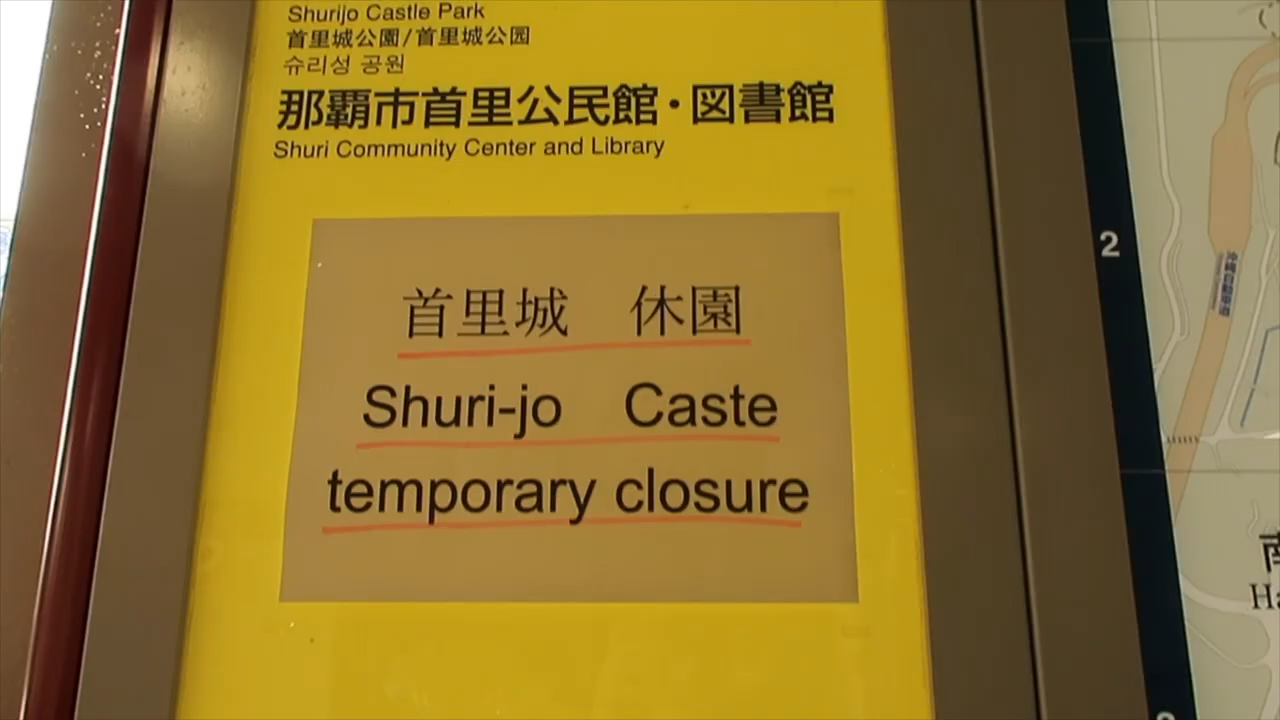 Shurijo Castle Park
首里城公園/首里城公园
슈리성 공원
那覇市首里公民館・図書館
Shuri Community Center and Library
首里城　休園
Shuri-jo　Caste
temporary closure
2